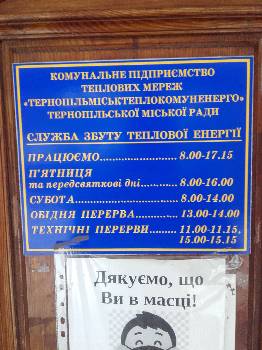 КОМУНАЛЬНЕ ПІДПРИЄМСТВО
ТЕПЛОВИХ МЕРЕЖ
«ТЕРНОПІЛЬМІСЬКТЕПЛОКОМУНЕНЕРГО»
ТЕРНОПІЛЬСЬКОЇ МІСЬКОЇ РАДИ
СЛУЖБА ЗБУТУ ТЕПЛОВОЇ ЕНЕРГІЇ
ПРАЦЮЄМО........................8.00-17.15
П'ЯТНИЦЯ
та передсвяткові дні............8.00-16.00
СУБОТА............................8.00-14.00
ОБІДНЯ ПЕРЕРВА..............13.00-14.00
ТЕХНІЧНІ ПЕРЕРВИ...........11.00-11.15,
15.00-15.15
Дякуємо, що
Ви в масці!